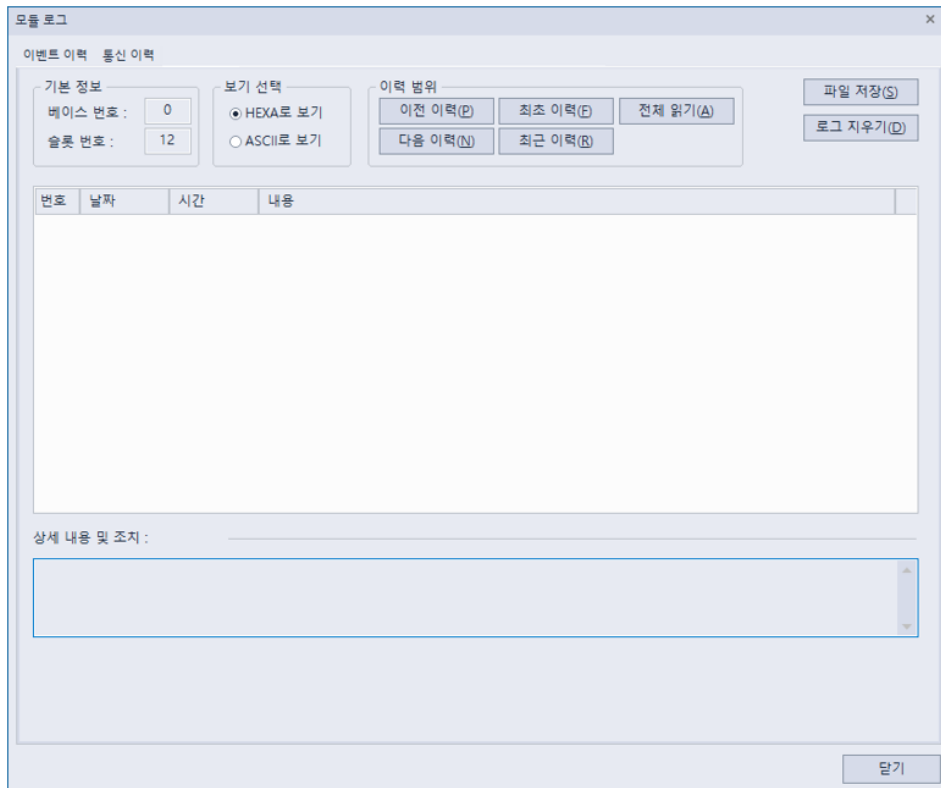 모듈 로그
이벤트 이력 통신 이력
기본 정보
베이스 번호 : 0
슬롯 번호 : 12
보기 선택
HEXA로 보기
ASCII로 보기
이력 범위
이전 이력(P) 최초 이력(F) 전체 읽기(A)
다음 이력(N) 최근 이력(R)
파일 저장(S)
로그 지우기(D)
번호 날짜 시간 내용
상세 내용 및 조치 :
닫기